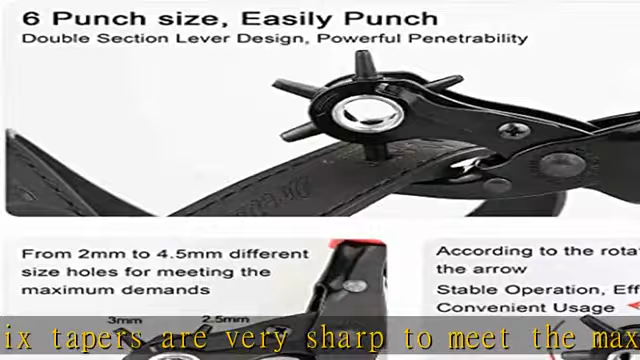 6 Punch size, Easily Punch
Double Section Lever Design, Powerful Penetrability
From 2mm to 4.5mm different
size holes for meeting the
maximum demands
3mm 2.5mm
According to the rota
the arrow
Stable Operation, Eff
Convenient Usage
ix tapers are very sharp to meet the max